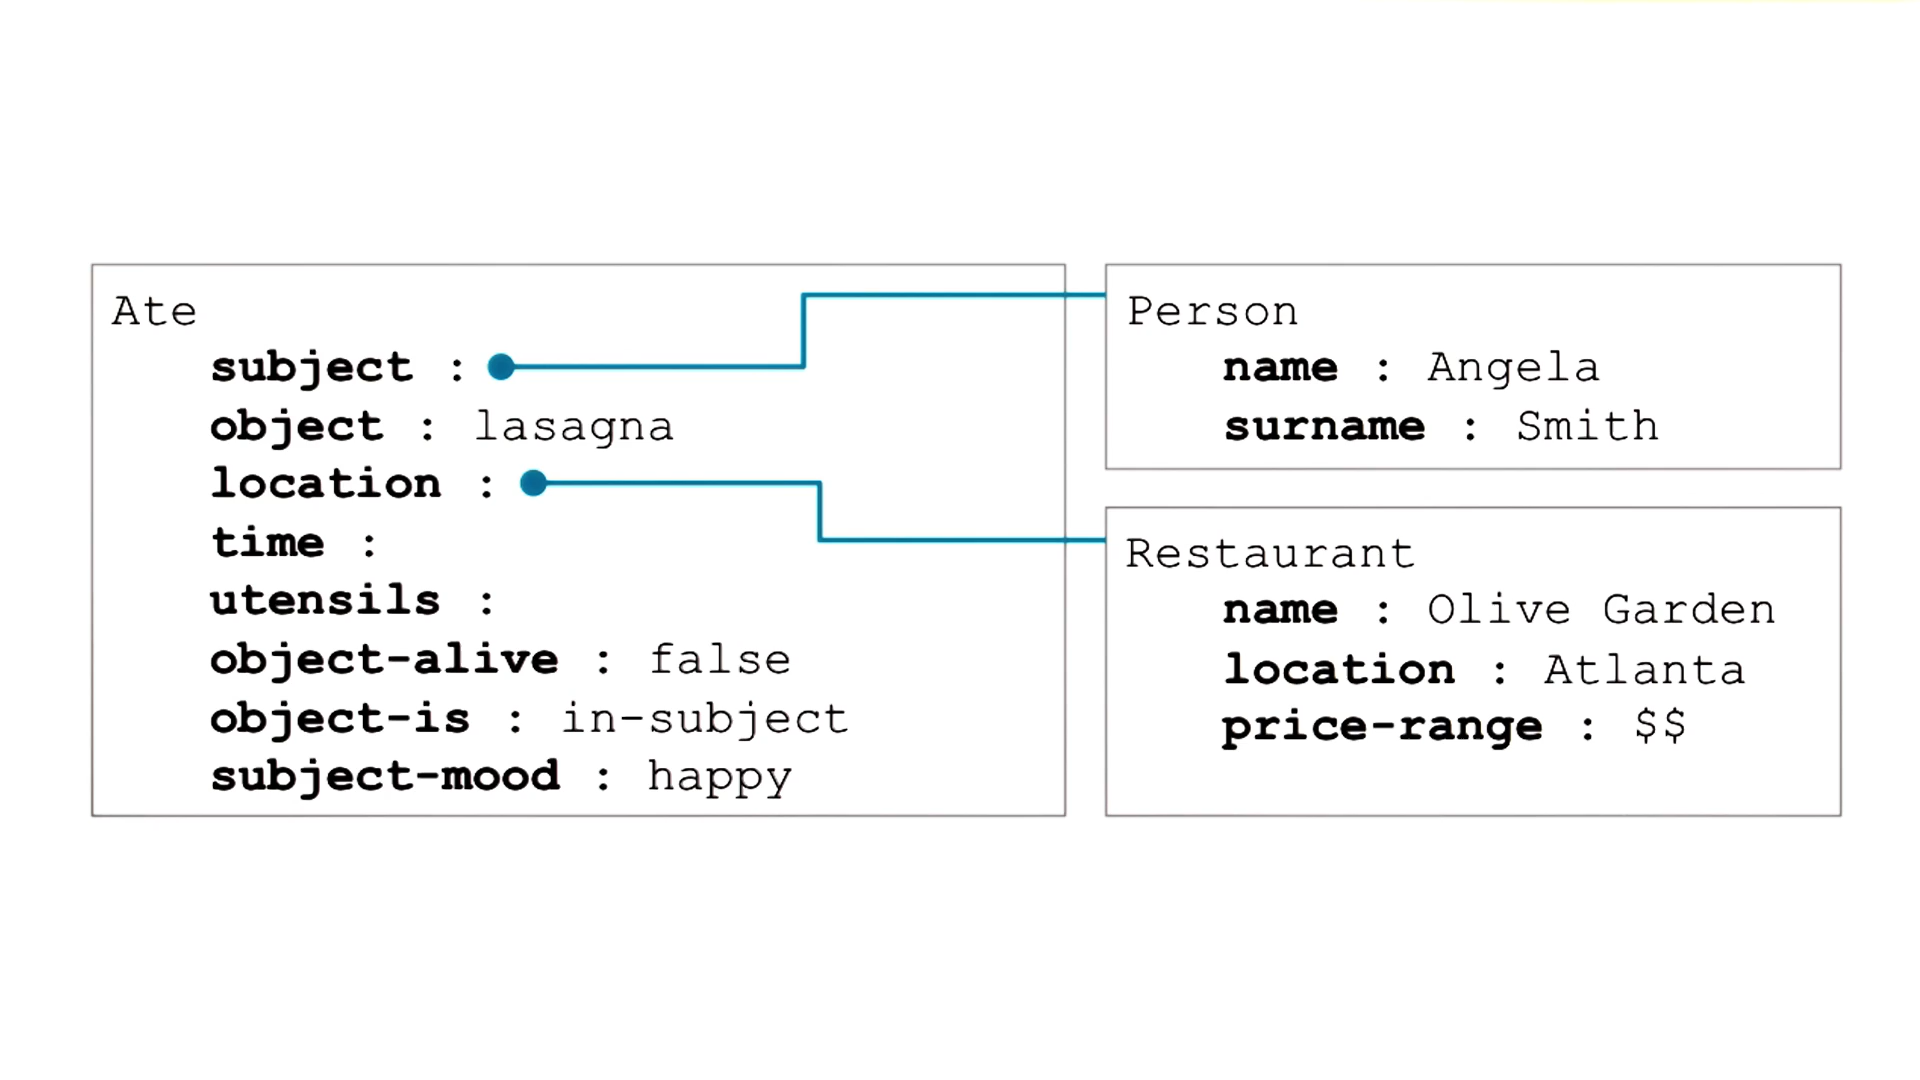 Ate
subject :
object : lasagna
location :
time :
utensils :
object-alive : false
object-is : in-subject
subject-mood : happy
Person
name : Angela
surname : Smith
Restaurant
name : Olive Garden
location : Atlanta
price-range : $$